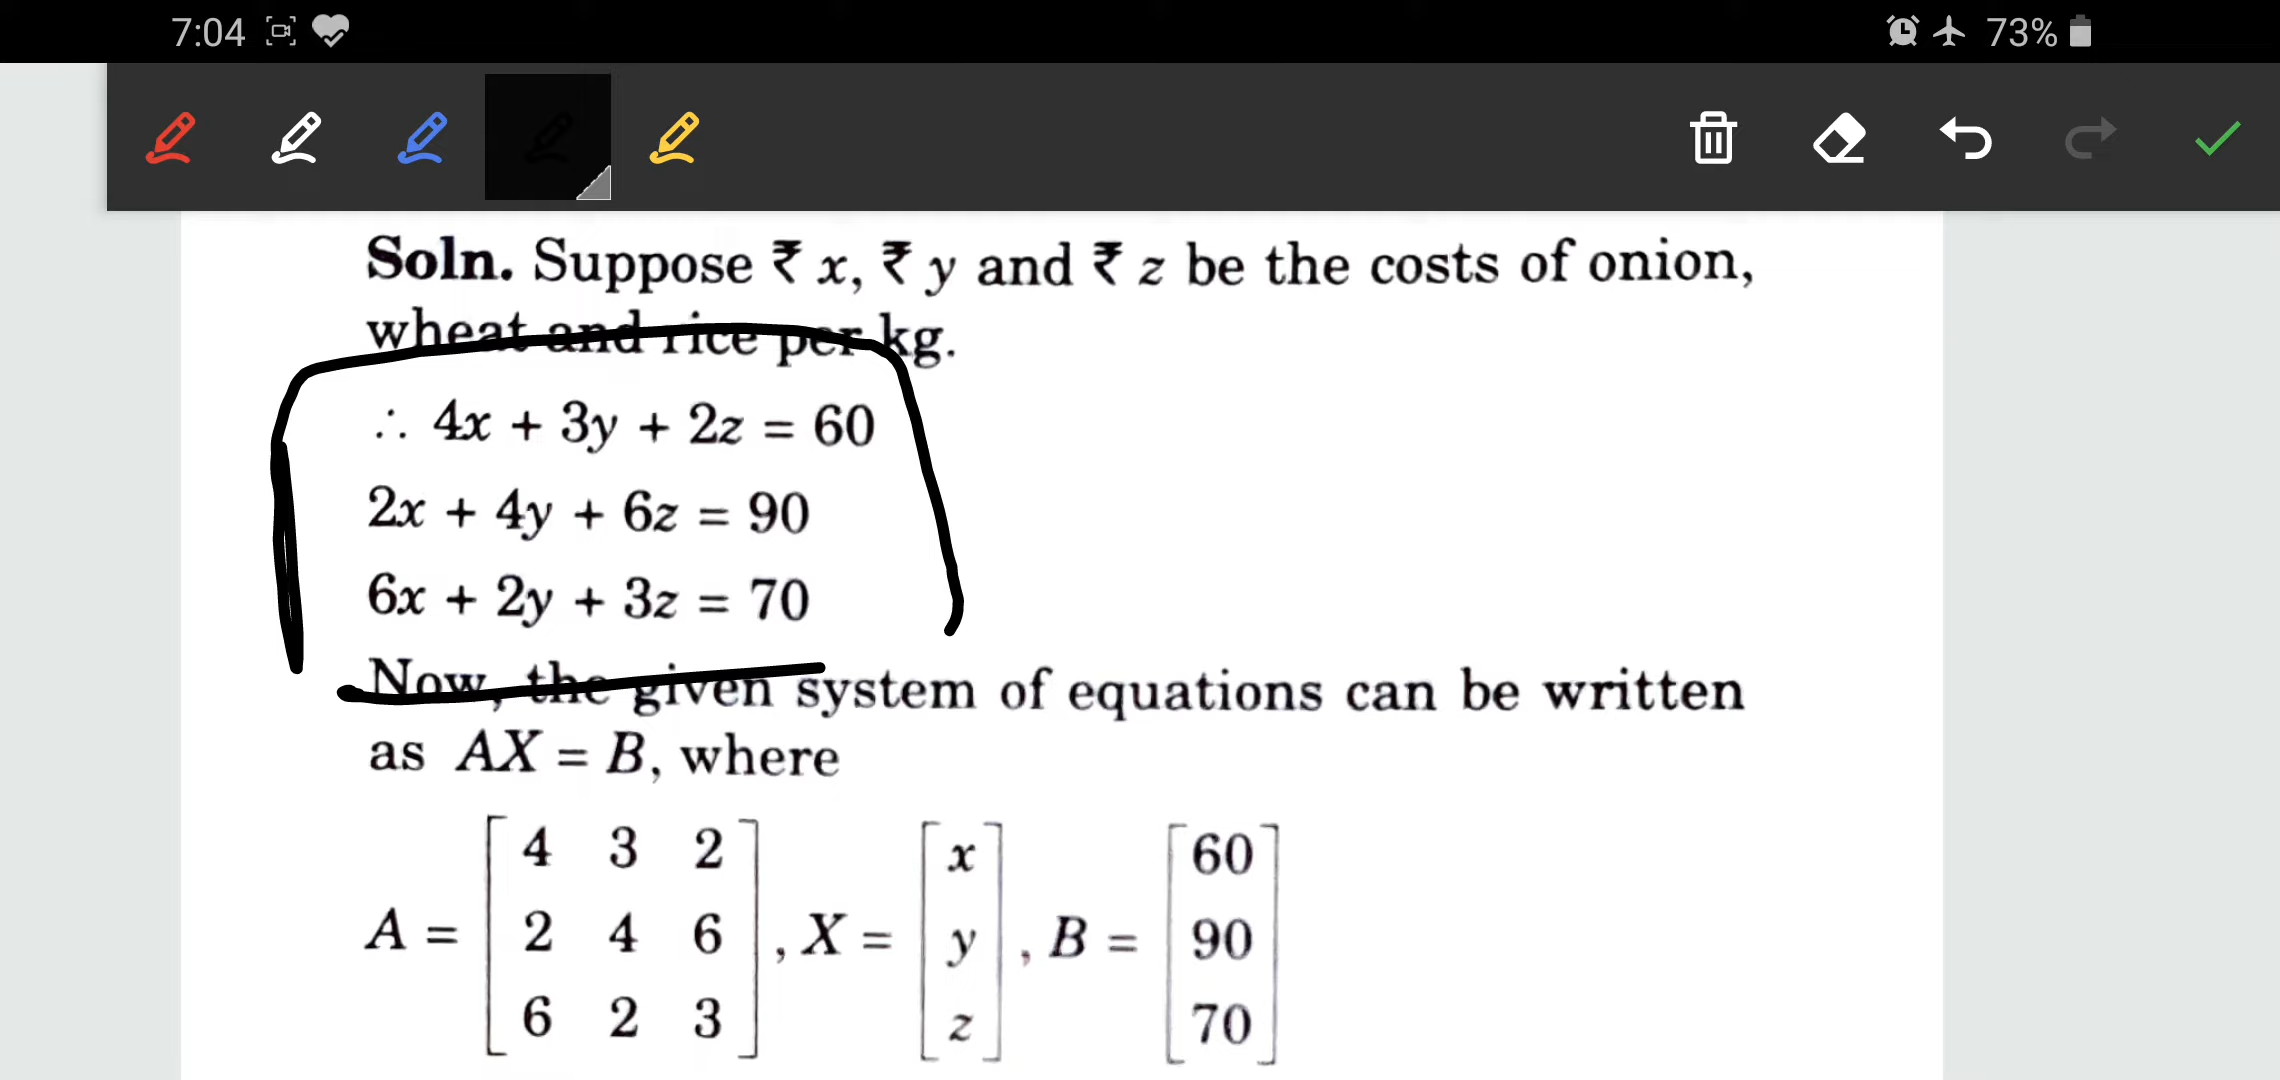 7:04 73%
Soln. Suppose ₹ x, ₹ y and ₹ z be the costs of onion,
wheat and rice per kg.
∴ 4x + 3y + 2z = 60
2x + 4y + 6z = 90
6x + 2y + 3z = 70
Now, the given system of equations can be written
as AX = B, where
A = [4 3 2
2 4 6
6 2 3], X = [x
y
z], B = [60
90
70]